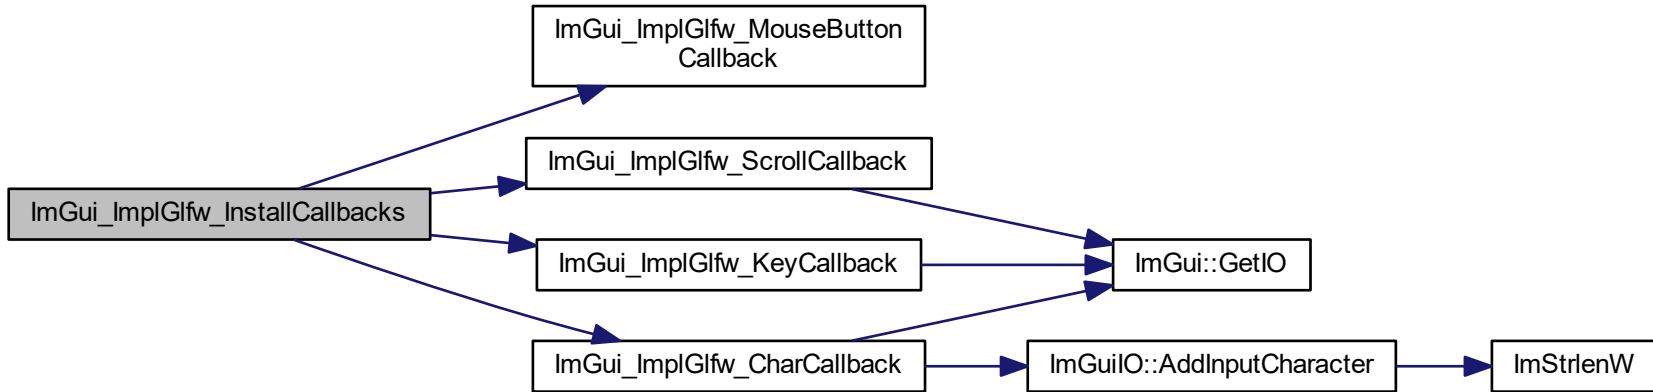 ImGui_ImplGlfw_MouseButton
Callback
ImGui_ImplGlfw_ScrollCallback
ImGui_ImplGlfw_InstallCallbacks
ImGui_ImplGlfw_KeyCallback
ImGui::GetIO
ImGui_ImplGlfw_CharCallback
ImGuiIO::AddInputCharacter
ImStrlenW